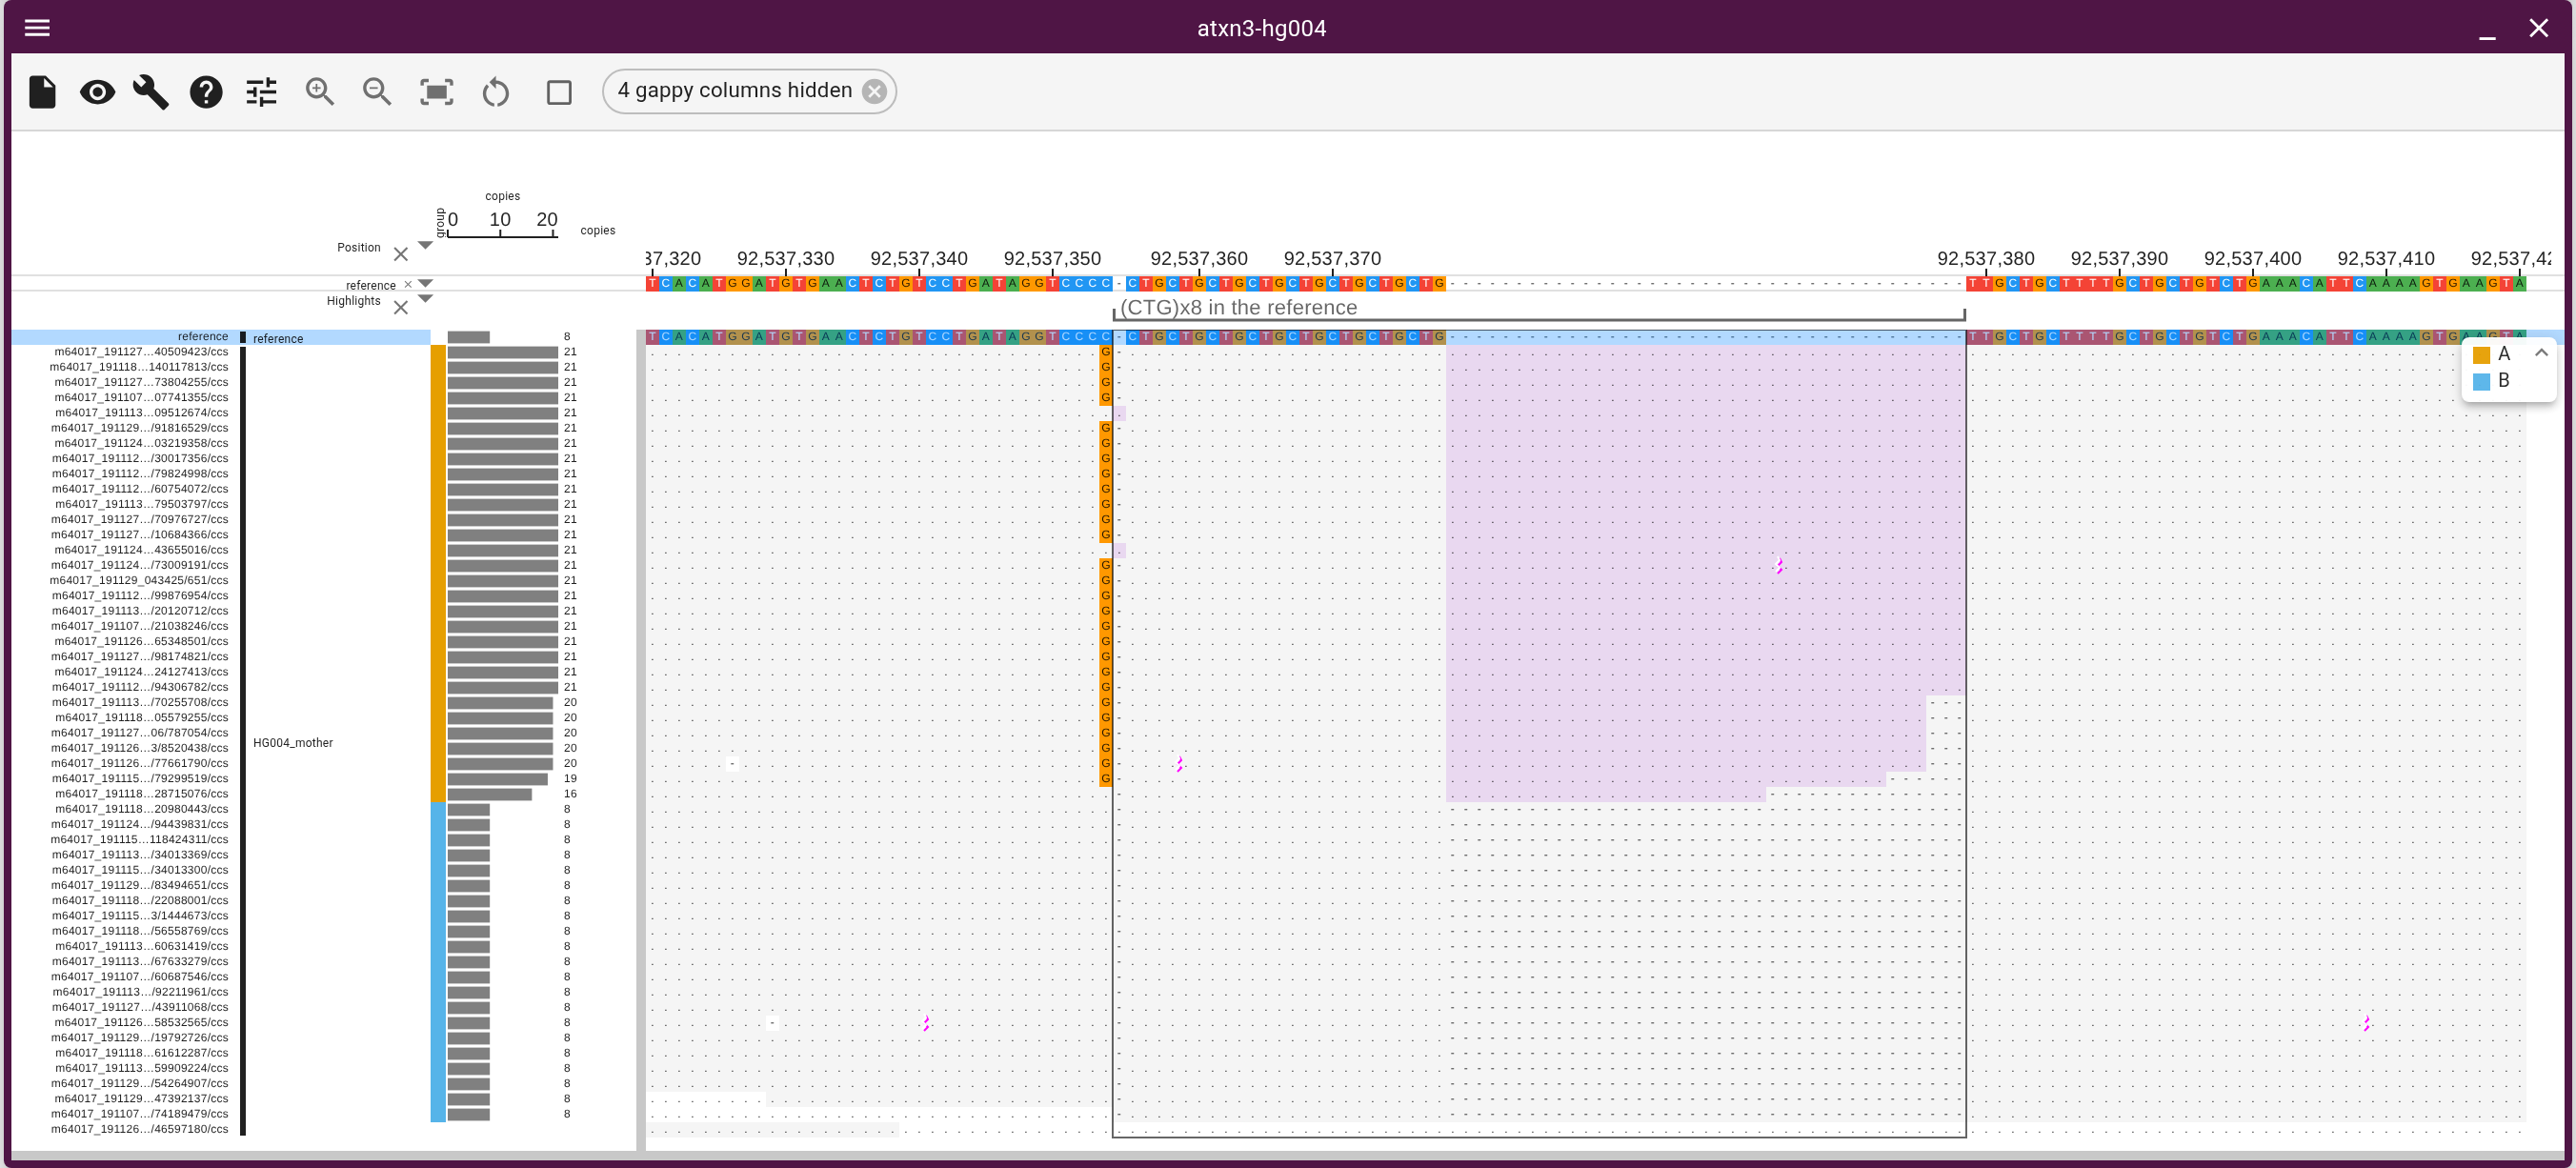 atxn3-hg004
4 gappy columns hidden
copies
group
0 10 20
copies
Position
37,320 92,537,330 92,537,340 92,537,350 92,537,360 92,537,370 92,537,380 92,537,390 92,537,400 92,537,410
reference
TCACATGGATGTGAACTCTGTCCTGATAGGTCCCC-CTGCTGCTGCTGCTGCTGCTGCTG---------------------------------------TTGCTGCTTTTGCTGCTGTCTGAAACATTCAAAAGTGAAGTA
Highlights
(CTG)x8 in the reference
reference reference 8
A
B
m64017_191127…40509423/ccs 21
m64017_191118…140117813/ccs 21
m64017_191127…73804255/ccs 21
m64017_191107…07741355/ccs 21
m64017_191113…09512674/ccs 21
m64017_191129…/91816529/ccs 21
m64017_191124…03219358/ccs 21
m64017_191112…/30017356/ccs 21
m64017_191112…/79824998/ccs 21
m64017_191112…/60754072/ccs 21
m64017_191113…/79503797/ccs 21
m64017_191127…/70976727/ccs 21
m64017_191127…/10684366/ccs 21
m64017_191124…43655016/ccs 21
m64017_191124…/73009191/ccs 21
m64017_191129_043425/651/ccs 21
m64017_191112…/99876954/ccs 21
m64017_191113…/20120712/ccs 21
m64017_191107…/21038246/ccs 21
m64017_191126…65348501/ccs 21
m64017_191127…/98174821/ccs 21
m64017_191124…24127413/ccs 21
m64017_191112…/94306782/ccs 21
m64017_191113…/70255708/ccs 20
m64017_191118…05579255/ccs 20
m64017_191127…06/787054/ccs 20
HG004_mother
m64017_191126…3/8520438/ccs 20
m64017_191126…/77661790/ccs 20
m64017_191115…/79299519/ccs 19
m64017_191118…28715076/ccs 16
m64017_191118…20980443/ccs 8
m64017_191124…/94439831/ccs 8
m64017_191115…118424311/ccs 8
m64017_191113…/34013369/ccs 8
m64017_191115…/34013300/ccs 8
m64017_191129…/83494651/ccs 8
m64017_191118…/22088001/ccs 8
m64017_191115…3/1444673/ccs 8
m64017_191118…/56558769/ccs 8
m64017_191113…60631419/ccs 8
m64017_191113…/67633279/ccs 8
m64017_191107…/60687546/ccs 8
m64017_191113…/92211961/ccs 8
m64017_191127…/43911068/ccs 8
m64017_191126…58532565/ccs 8
m64017_191129…/19792726/ccs 8
m64017_191118…61612287/ccs 8
m64017_191113…59909224/ccs 8
m64017_191129…/54264907/ccs 8
m64017_191129…47392137/ccs 8
m64017_191107…/74189479/ccs 8
m64017_191126…/46597180/ccs